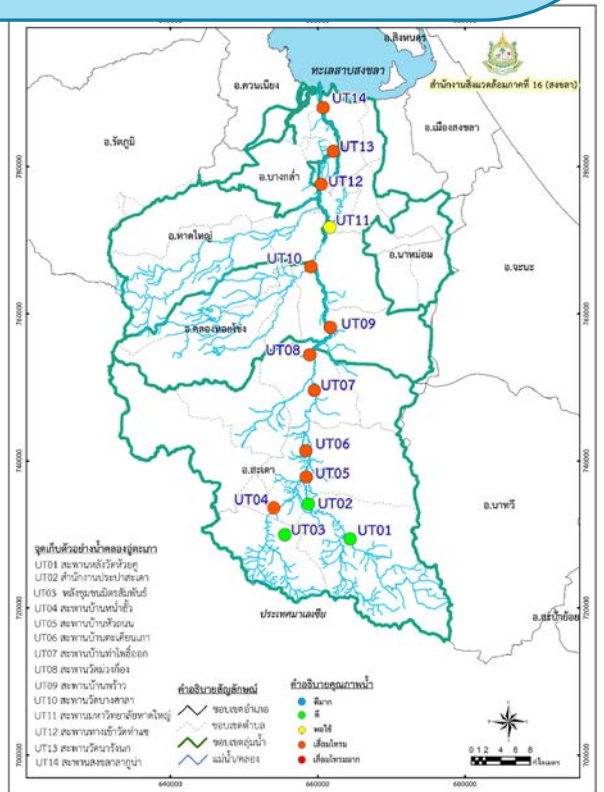 640000
660000
680000
อ.สิงหนคร
ทะเลสาบสงขลา
อ.ควนเนียง
สำนักงานสิ่งแวดล้อมภาคที่ 16 (สงขลา)
UT14
อ.เมืองสงขลา
อ.รัตภูมิ
UT13
780000
780000
อ.บางกล่ำ
UT12
UT11
อ.หาดใหญ่
อ.นาหม่อม
UT10
อ.จะนะ
760000
760000
UT09
อ.คลองหอยโข่ง
UT08
UT07
740000
740000
UT06
อ.สะเดา
UT05
UT04
UT02
อ.นาทวี
UT03
UT01
จุดเก็บตัวอย่างน้ำคลองอู่ตะเภา
UT01 สะพานหลังวัดห้วยคู
UT02 สำนักงานประปาสะเดา
720000
UT03 หลังชุมชนมิตรสัมพันธ์
ประเทศมาเลเซีย
อ.สะบ้าย้อย
720000
UT04 สะพานบ้านหน่ำฮั้ว
UT05 สะพานบ้านหัวถนน
UT06 สะพานบ้านตะเคียนเภา
UT07 สะพานบ้านท่าโพธิ์ออก
UT08 สะพานวัดม่วงก็อง
UT09 สะพานบ้านพร้าว
UT10 สะพานวัดบางศาลา
UT11 สะพานมหาวิทยาลัยหาดใหญ่
UT12 สะพานทางเข้าวัดท่าแซ
UT13 สะพานวัดนารังนก
UT14 สะพานสงขลาลากูน่า
คำอธิบายสัญลักษณ์
ขอบเขตอำเภอ
ขอบเขตตำบล
ขอบเขตลุ่มน้ำ
แม่น้ำ/คลอง
คำอธิบายคุณภาพน้ำ
ดีมาก
ดี
พอใช้
เสื่อมโทรม
เสื่อมโทรมมาก
0 1 2 4 6 8
กิโลเมตร
700000
700000
640000
660000
680000